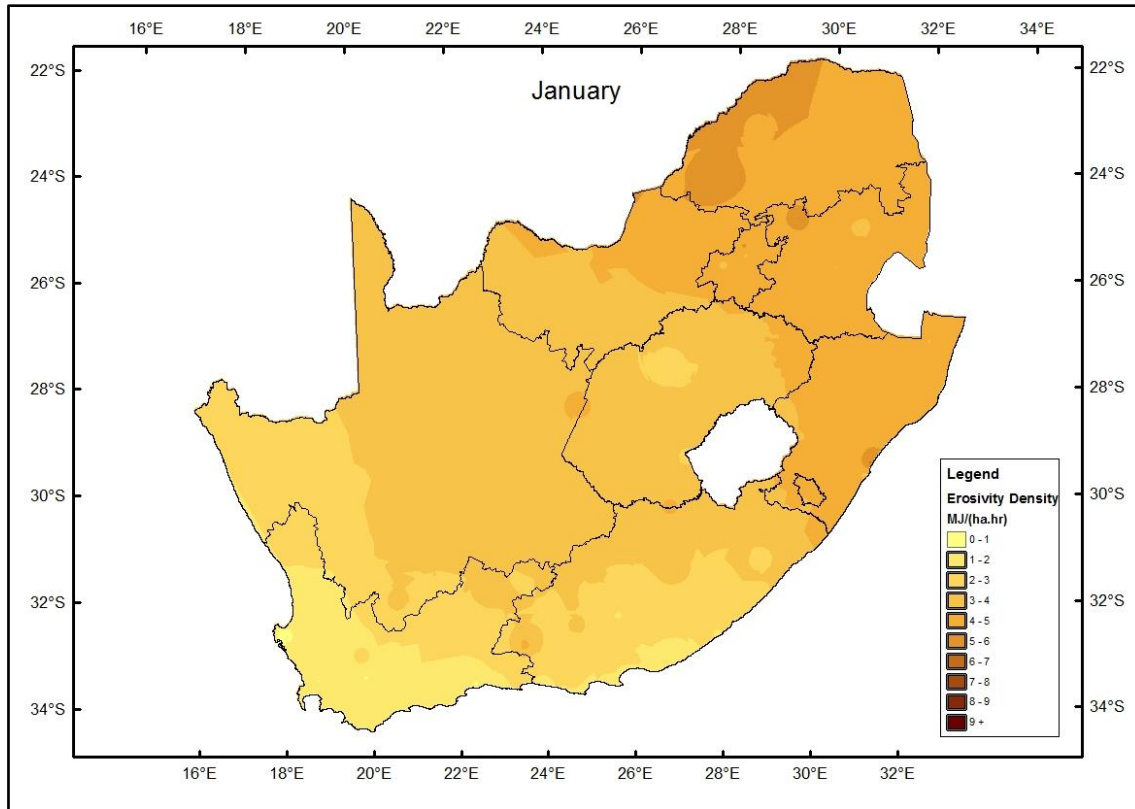 16°E 18°E 20°E 22°E 24°E 26°E 28°E 30°E 32°E 34°E
January
22°S 22°S
24°S 24°S
26°S 26°S
28°S 28°S
30°S 30°S
32°S 32°S
34°S 34°S
Legend
Erosivity Density
MJ/(ha.hr)
0 - 1
1 - 2
2 - 3
3 - 4
4 - 5
5 - 6
6 - 7
7 - 8
8 - 9
9 +
16°E 18°E 20°E 22°E 24°E 26°E 28°E 30°E 32°E